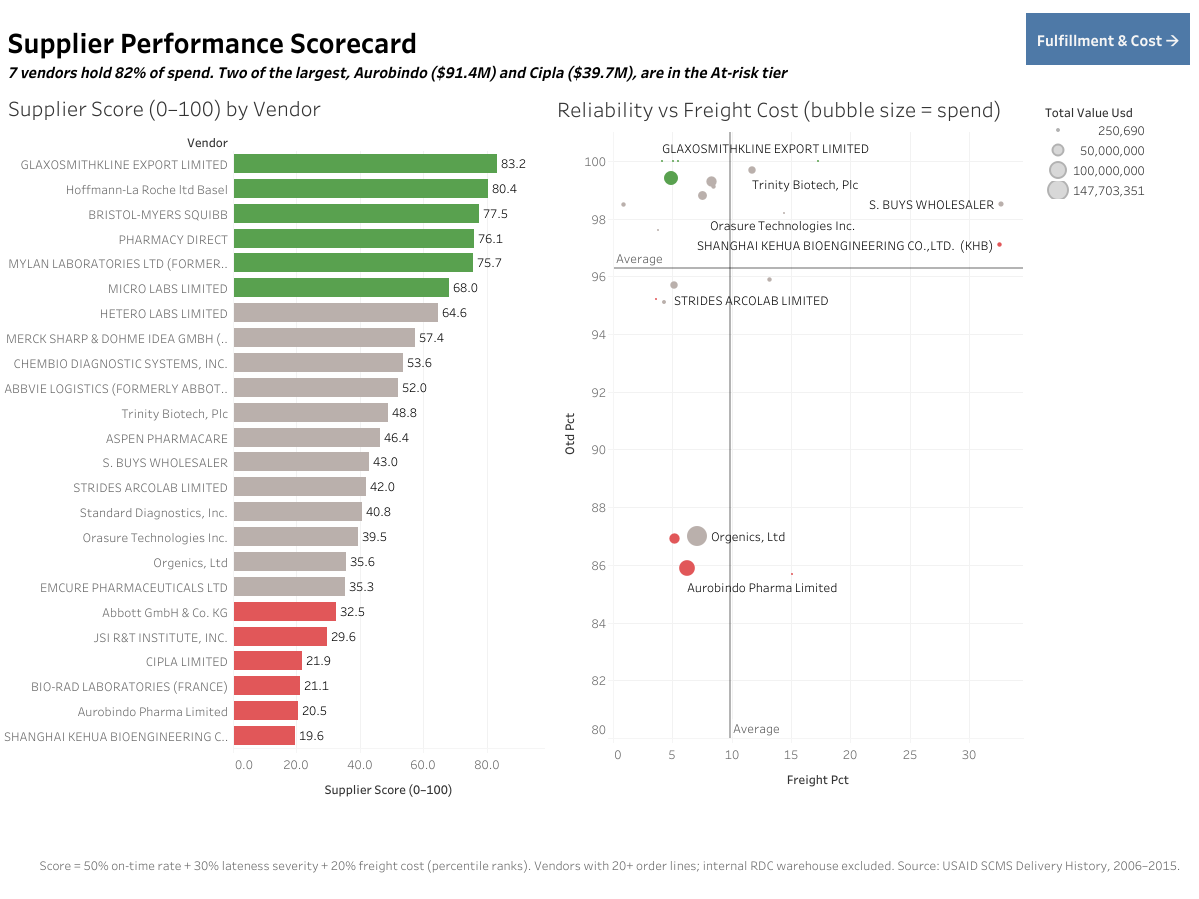 Supplier Performance Scorecard
Fulfillment & Cost →
7 vendors hold 82% of spend. Two of the largest, Aurobindo ($91.4M) and Cipla ($39.7M), are in the At-risk tier
Supplier Score (0–100) by Vendor
Vendor
GLAXOSMITHKLINE EXPORT LIMITED 83.2
Hoffmann-La Roche ltd Basel 80.4
BRISTOL-MYERS SQUIBB 77.5
PHARMACY DIRECT 76.1
MYLAN LABORATORIES LTD (FORMER.. 75.7
MICRO LABS LIMITED 68.0
HETERO LABS LIMITED 64.6
MERCK SHARP & DOHME IDEA GMBH (.. 57.4
CHEMBIO DIAGNOSTIC SYSTEMS, INC. 53.6
ABBVIE LOGISTICS (FORMERLY ABBOT.. 52.0
Trinity Biotech, Plc 48.8
ASPEN PHARMACARE 46.4
S. BUYS WHOLESALER 43.0
STRIDES ARCOLAB LIMITED 42.0
Standard Diagnostics, Inc. 40.8
Orasure Technologies Inc. 39.5
Orgenics, Ltd 35.6
EMCURE PHARMACEUTICALS LTD 35.3
Abbott GmbH & Co. KG 32.5
JSI R&T INSTITUTE, INC. 29.6
CIPLA LIMITED 21.9
BIO-RAD LABORATORIES (FRANCE) 21.1
Aurobindo Pharma Limited 20.5
SHANGHAI KEHUA BIOENGINEERING C.. 19.6
0.0 20.0 40.0 60.0 80.0
Supplier Score (0–100)
Reliability vs Freight Cost (bubble size = spend)
GLAXOSMITHKLINE EXPORT LIMITED
100
Trinity Biotech, Plc
S. BUYS WHOLESALER
98
Orasure Technologies Inc.
SHANGHAI KEHUA BIOENGINEERING CO.,LTD. (KHB)
Average
96
STRIDES ARCOLAB LIMITED
94
92
90
Otd Pct
88
Orgenics, Ltd
86
Aurobindo Pharma Limited
84
82
80
Average
0 5 10 15 20 25 30
Freight Pct
Total Value Usd
250,690
50,000,000
100,000,000
147,703,351
Score = 50% on-time rate + 30% lateness severity + 20% freight cost (percentile ranks). Vendors with 20+ order lines; internal RDC warehouse excluded. Source: USAID SCMS Delivery History, 2006–2015.